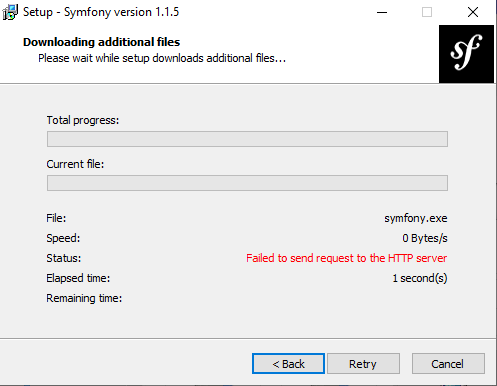 Setup - Symfony version 1.1.5
Downloading additional files
Please wait while setup downloads additional files...
sf
Total progress:
Current file:
File: symfony.exe
Speed: 0 Bytes/s
Status: Failed to send request to the HTTP server
Elapsed time: 1 second(s)
Remaining time:
< Back Retry Cancel